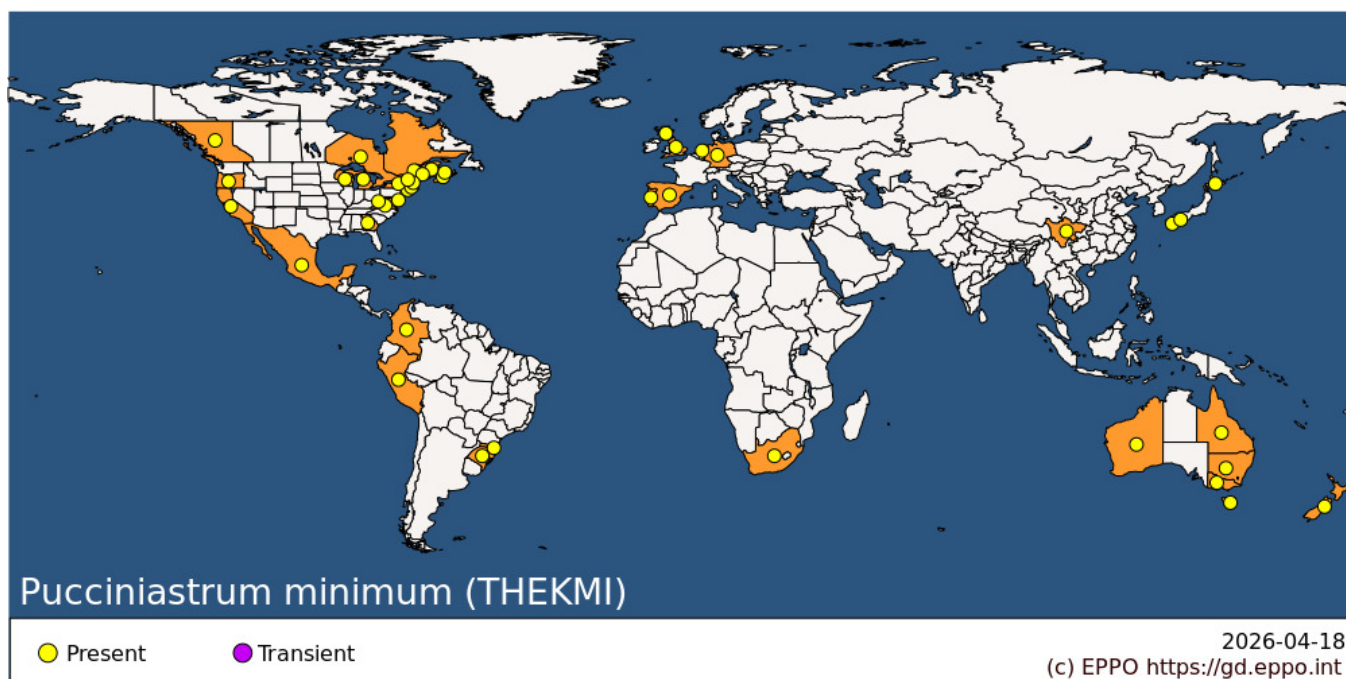 Pucciniastrum minimum (THEKMI)
Present
Transient
2026-04-18
(c) EPPO https://gd.eppo.int